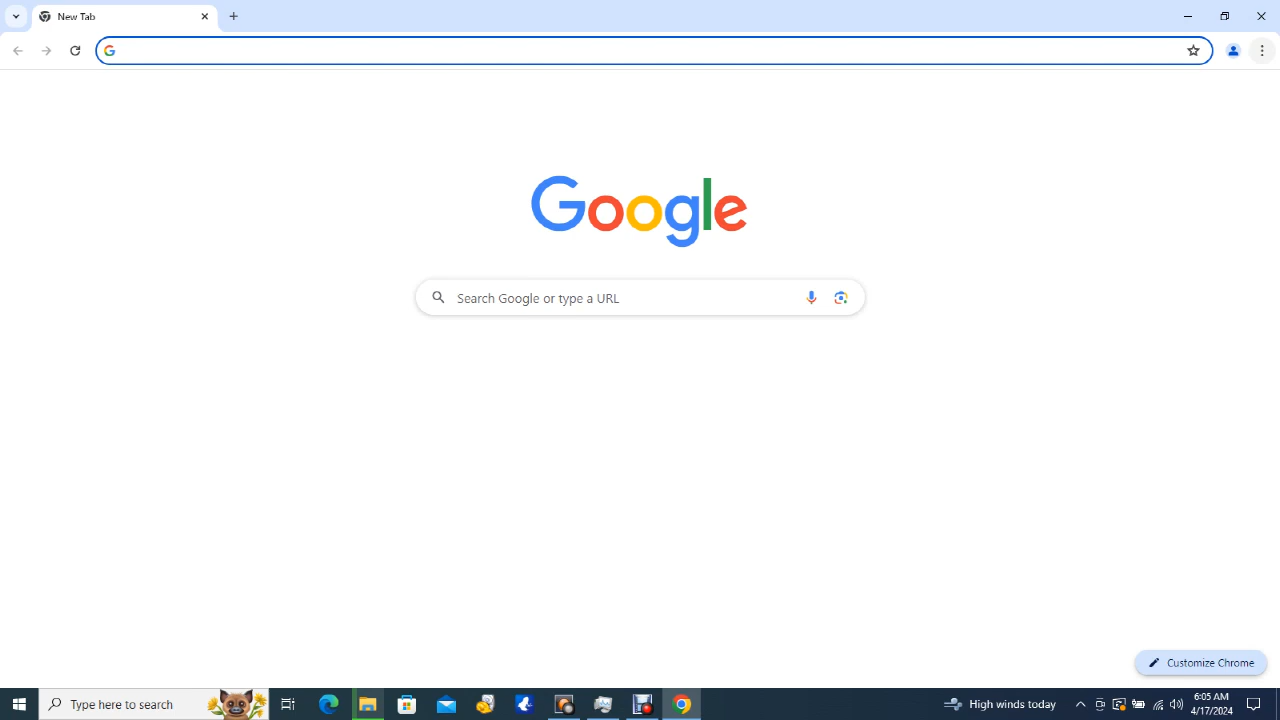 New Tab
Google
Search Google or type a URL
Customize Chrome
Type here to search
High winds today
6:05 AM
4/17/2024